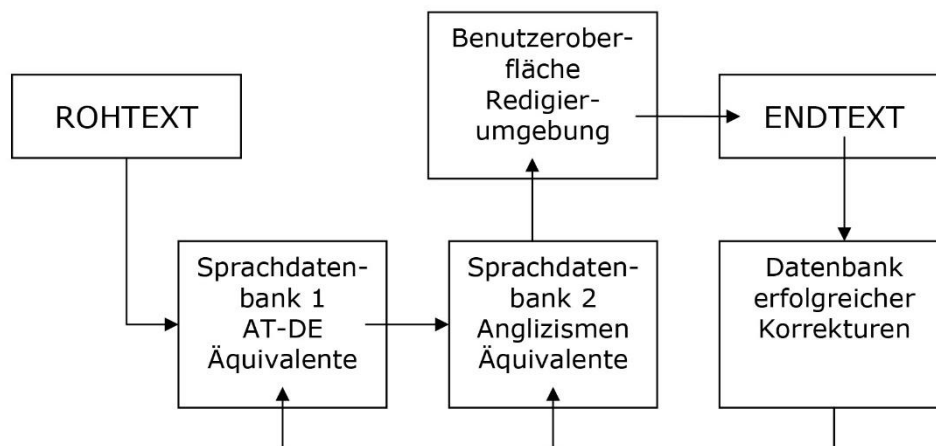 ROHTEXT
Sprachdaten-
bank 1
AT-DE
Äquivalente
Sprachdaten-
bank 2
Anglizismen
Äquivalente
Benutzerober-
fläche
Redigier-
umgebung
ENDTEXT
Datenbank
erfolgreicher
Korrekturen